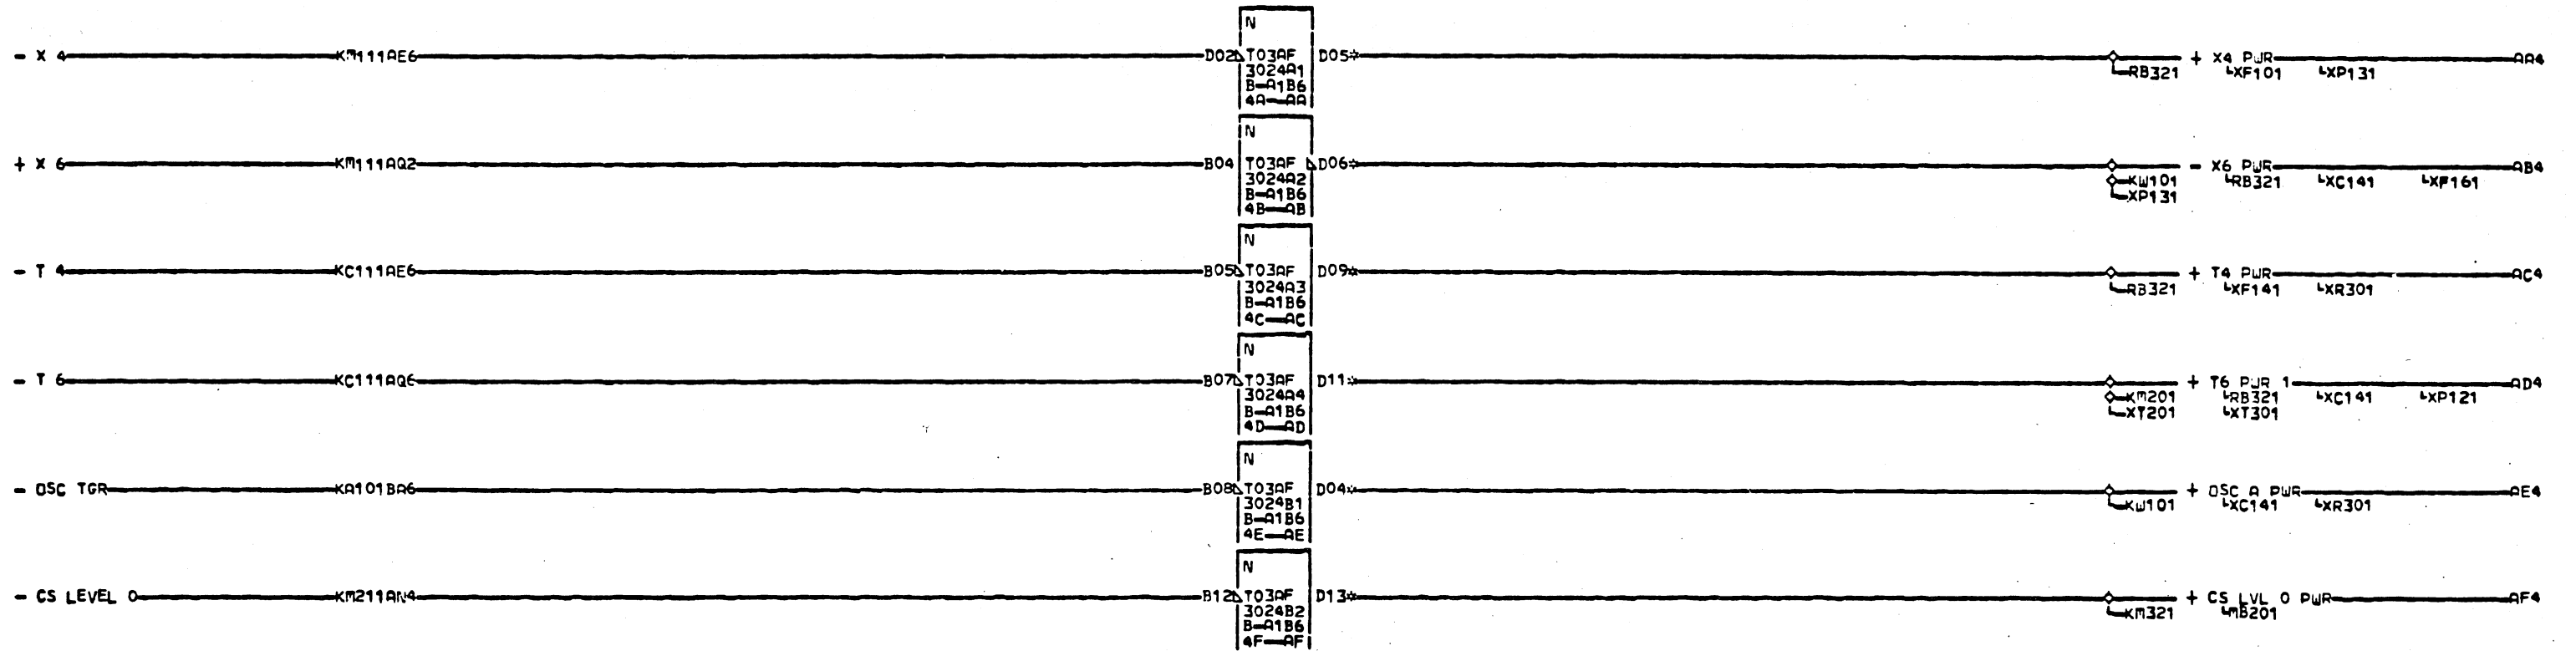 N
- X 4 KM111AE6 D02 T03AF D05* + X4 PWR AA4
3024A1 RB321 XF101 XP131
B-A1B6
4A-AA
N
+ X 6 KM111AQ2 B04 T03AF D06* - X6 PWR AB4
3024A2 KW101 RB321 XC141 XF161
B-A1B6 XP131
4B-AB
N
- T 4 KC111AE6 B05 T03AF D09* + T4 PWR AC4
3024A3 RB321 XF141 XR301
B-A1B6
4C-AC
N
- T 6 KC111AQ6 B07 T03AF D11* + T6 PWR 1 AD4
3024A4 KM201 RB321 XC141 XP121
B-A1B6 XT201 XT301
4D-AD
N
- OSC TGR KA101BA6 B08 T03AF D04* + OSC A PWR AE4
3024B1 KW101 XC141 XR301
B-A1B6
4E-AE
N
- CS LEVEL 0 KM211AN4 B12 T03AF D13* + CS LVL 0 PWR AF4
3024B2 KM321 MB201
B-A1B6
4F-AF